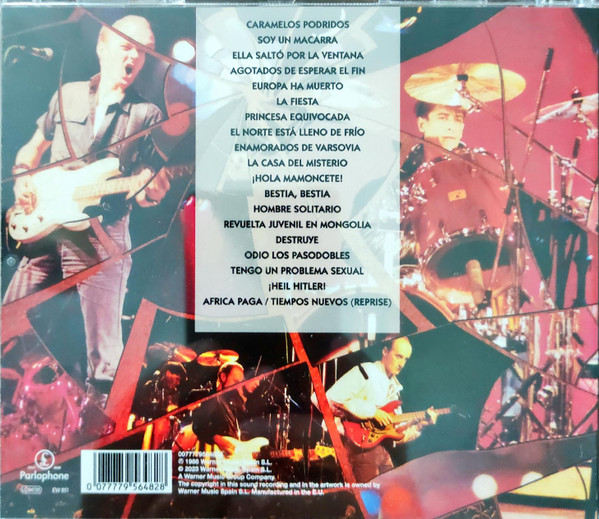 CARAMELOS PODRIDOS
SOY UN MACARRA
ELLA SALTÓ POR LA VENTANA
AGOTADOS DE ESPERAR EL FIN
EUROPA HA MUERTO
LA FIESTA
PRINCESA EQUIVOCADA
EL NORTE ESTÁ LLENO DE FRÍO
ENAMORADOS DE VARSOVIA
LA CASA DEL MISTERIO
¡HOLA MAMONCETE!
BESTIA, BESTIA
HOMBRE SOLITARIO
REVUELTA JUVENIL EN MONGOLIA
DESTRUYE
ODIO LOS PASODOBLES
TENGO UN PROBLEMA SEXUAL
¡HEIL HITLER!
AFRICA PAGA / TIEMPOS NUEVOS (REPRISE)
Parlophone
0 077779 564828
Ⓟ 1988 Warner Music Spain S.L.
A Warner Music Group Company
The copyright in this sound recording and in the artwork is owned by
Warner Music Spain S.L. Manufactured in the E.U.